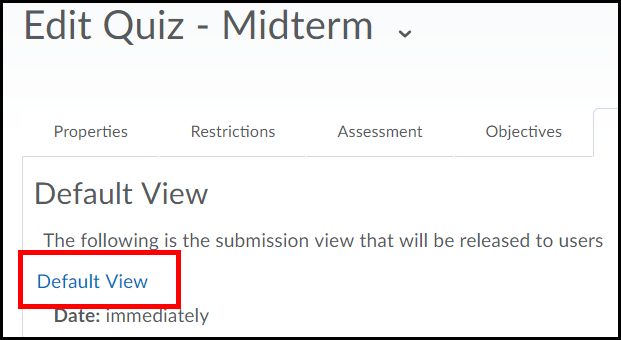 Edit Quiz - Midterm
Properties Restrictions Assessment Objectives
Default View
The following is the submission view that will be released to users
Default View
Date: immediately